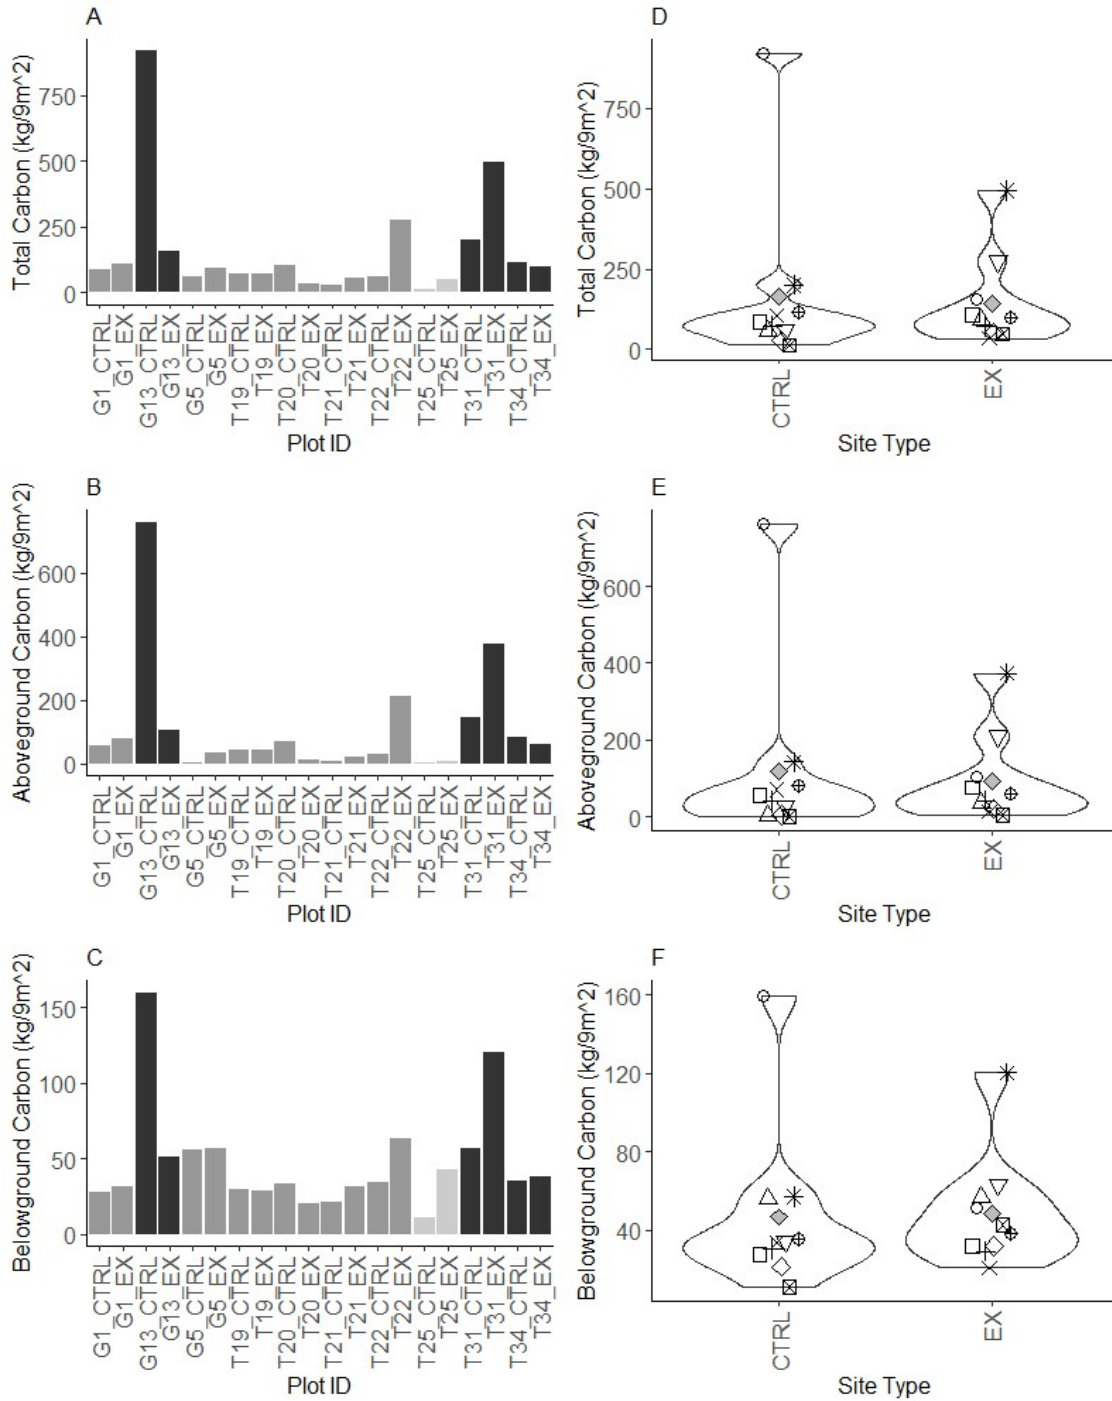 A
Total Carbon (kg/9m^2)
750
500
250
0
G1_CTRL
G1_EX
G13_CTRL
G13_EX
G5_CTRL
G5_EX
T19_CTRL
T19_EX
T20_CTRL
T20_EX
T21_CTRL
T21_EX
T22_CTRL
T22_EX
T25_CTRL
T25_EX
T31_CTRL
T31_EX
T34_CTRL
T34_EX
Plot ID
D
Total Carbon (kg/9m^2)
750
500
250
0
CTRL
EX
Site Type
B
Aboveground Carbon (kg/9m^2)
600
400
200
0
G1_CTRL
G1_EX
G13_CTRL
G13_EX
G5_CTRL
G5_EX
T19_CTRL
T19_EX
T20_CTRL
T20_EX
T21_CTRL
T21_EX
T22_CTRL
T22_EX
T25_CTRL
T25_EX
T31_CTRL
T31_EX
T34_CTRL
T34_EX
Plot ID
E
Aboveground Carbon (kg/9m^2)
600
400
200
0
CTRL
EX
Site Type
C
Belowground Carbon (kg/9m^2)
150
100
50
0
G1_CTRL
G1_EX
G13_CTRL
G13_EX
G5_CTRL
G5_EX
T19_CTRL
T19_EX
T20_CTRL
T20_EX
T21_CTRL
T21_EX
T22_CTRL
T22_EX
T25_CTRL
T25_EX
T31_CTRL
T31_EX
T34_CTRL
T34_EX
Plot ID
F
Belowground Carbon (kg/9m^2)
160
120
80
40
CTRL
EX
Site Type